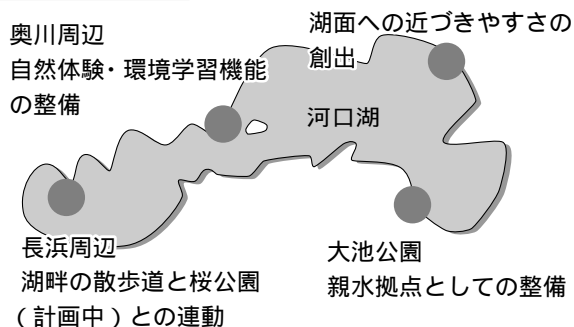 奥川周辺
自然体験・環境学習機能
の整備
湖面への近づきやすさの
創出
河口湖
長浜周辺
湖畔の散歩道と桜公園
(計画中)との連動
大池公園
親水拠点としての整備